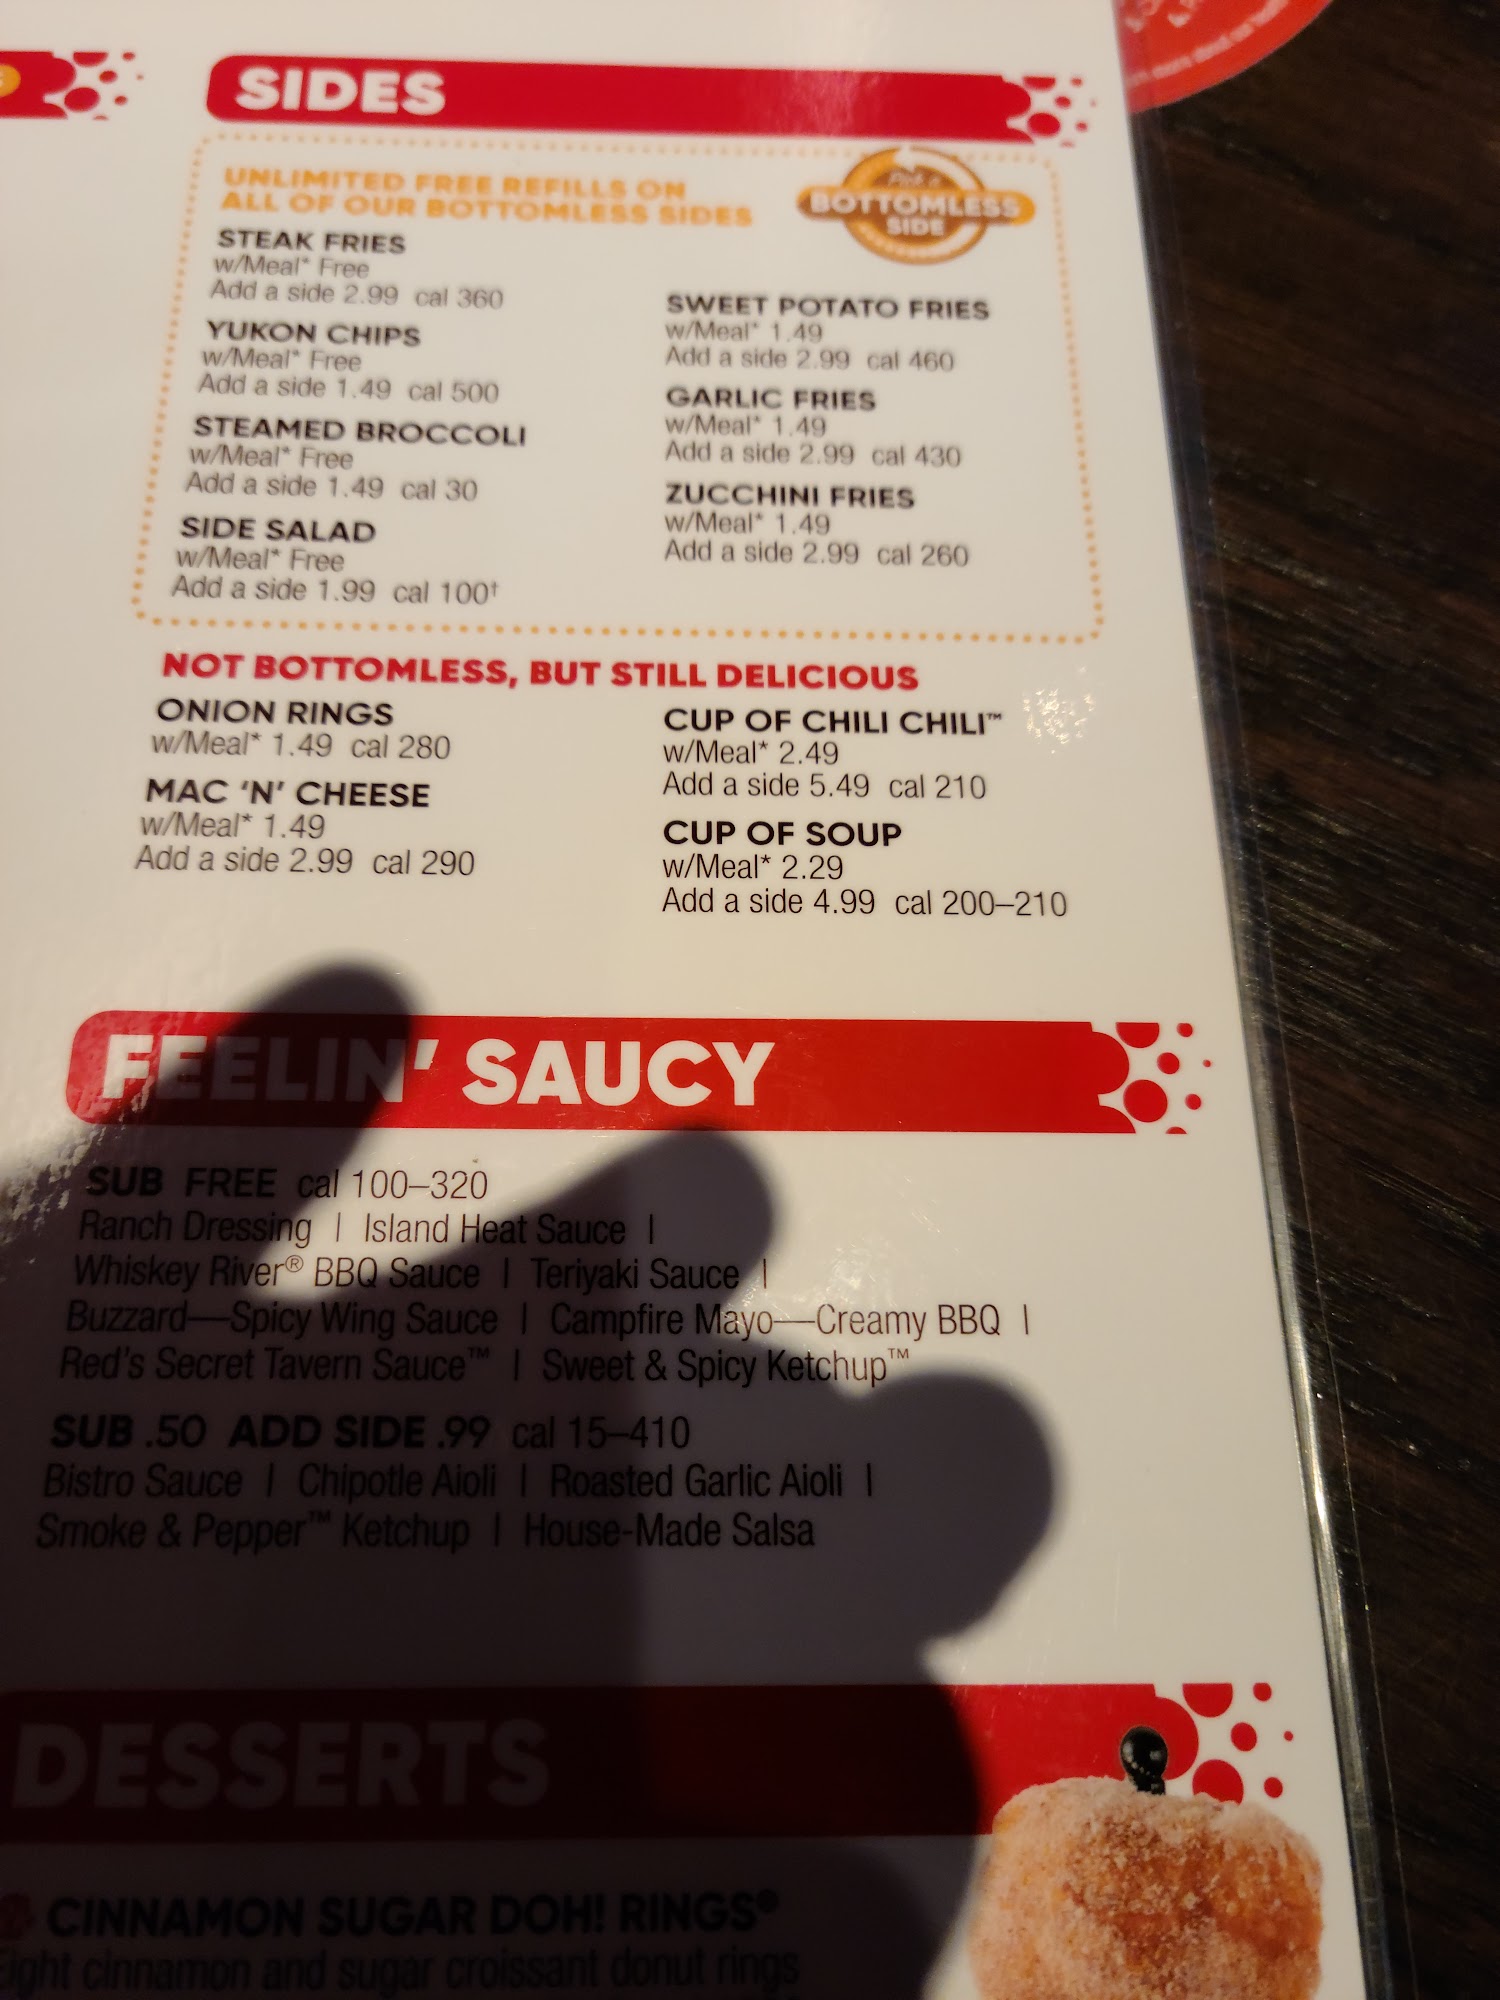 SIDES
UNLIMITED FREE REFILLS ON
ALL OF OUR BOTTOMLESS SIDES
Pick a
BOTTOMLESS
SIDE
STEAK FRIES
w/Meal* Free
Add a side 2.99 cal 360
YUKON CHIPS
w/Meal* Free
Add a side 1.49 cal 500
STEAMED BROCCOLI
w/Meal* Free
Add a side 1.49 cal 30
SIDE SALAD
w/Meal* Free
Add a side 1.99 cal 100†
SWEET POTATO FRIES
w/Meal* 1.49
Add a side 2.99 cal 460
GARLIC FRIES
w/Meal* 1.49
Add a side 2.99 cal 430
ZUCCHINI FRIES
w/Meal* 1.49
Add a side 2.99 cal 260
NOT BOTTOMLESS, BUT STILL DELICIOUS
ONION RINGS
w/Meal* 1.49 cal 280
MAC ‘N’ CHEESE
w/Meal* 1.49
Add a side 2.99 cal 290
CUP OF CHILI CHILI™
w/Meal* 2.49
Add a side 5.49 cal 210
CUP OF SOUP
w/Meal* 2.29
Add a side 4.99 cal 200–210
FEELIN’ SAUCY
SUB FREE cal 100–320
Ranch Dressing | Island Heat Sauce |
Whiskey River® BBQ Sauce | Teriyaki Sauce |
Buzzard—Spicy Wing Sauce | Campfire Mayo—Creamy BBQ |
Red’s Secret Tavern Sauce™ | Sweet & Spicy Ketchup™
SUB .50 ADD SIDE .99 cal 15–410
Bistro Sauce | Chipotle Aioli | Roasted Garlic Aioli |
Smoke & Pepper™ Ketchup | House-Made Salsa
DESSERTS
CINNAMON SUGAR DOH! RINGS®
Eight cinnamon and sugar croissant donut rings